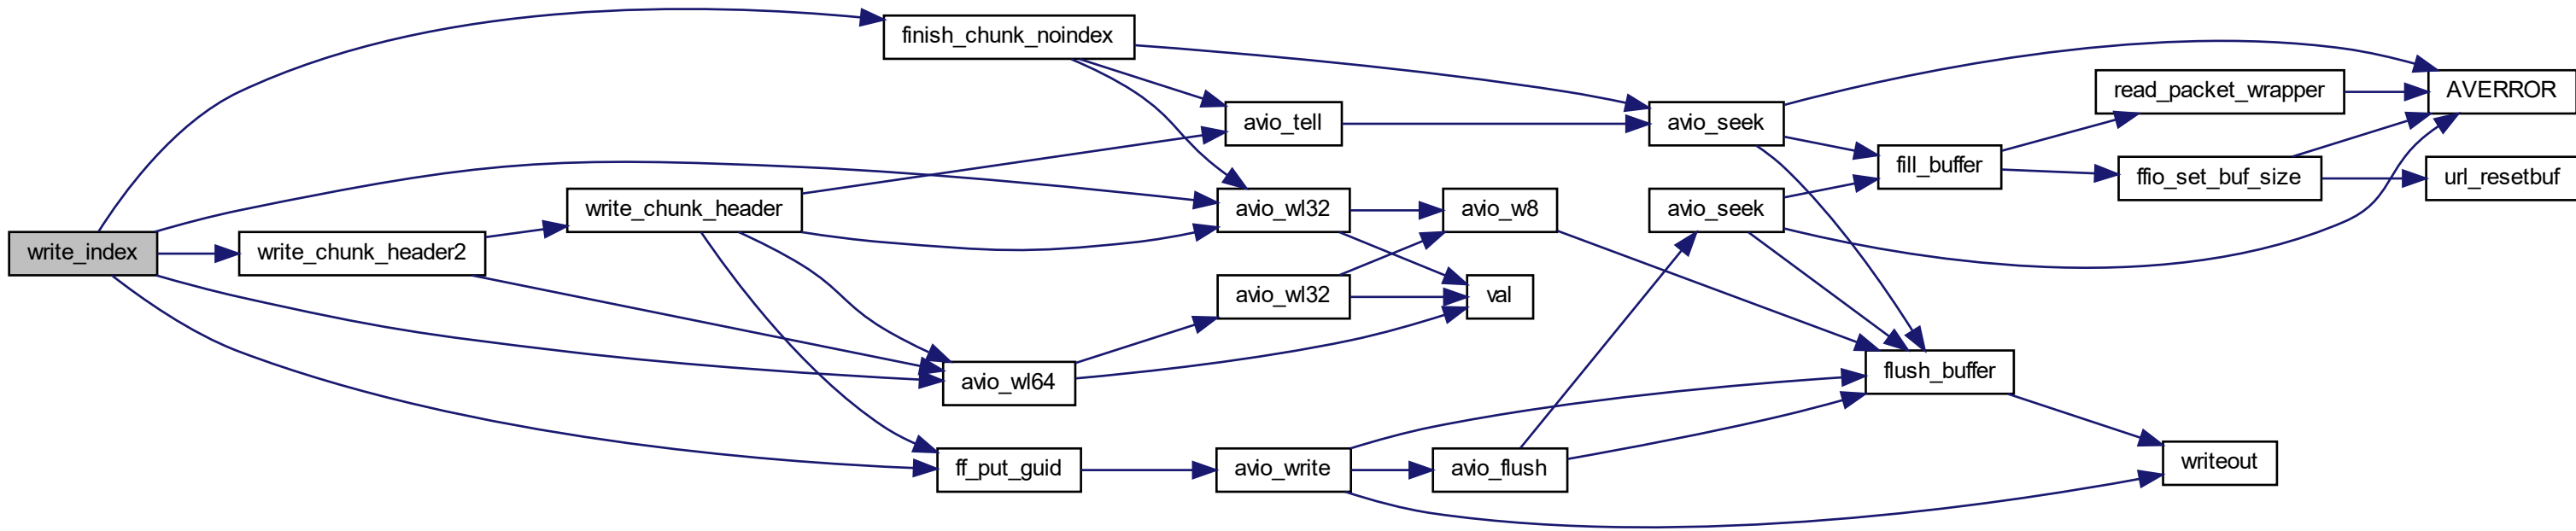 write_index
finish_chunk_noindex
write_chunk_header2
write_chunk_header
avio_wl64
ff_put_guid
avio_tell
avio_wl32
avio_wl32
avio_write
avio_w8
val
avio_flush
avio_seek
avio_seek
fill_buffer
flush_buffer
read_packet_wrapper
ffio_set_buf_size
writeout
AVERROR
url_resetbuf